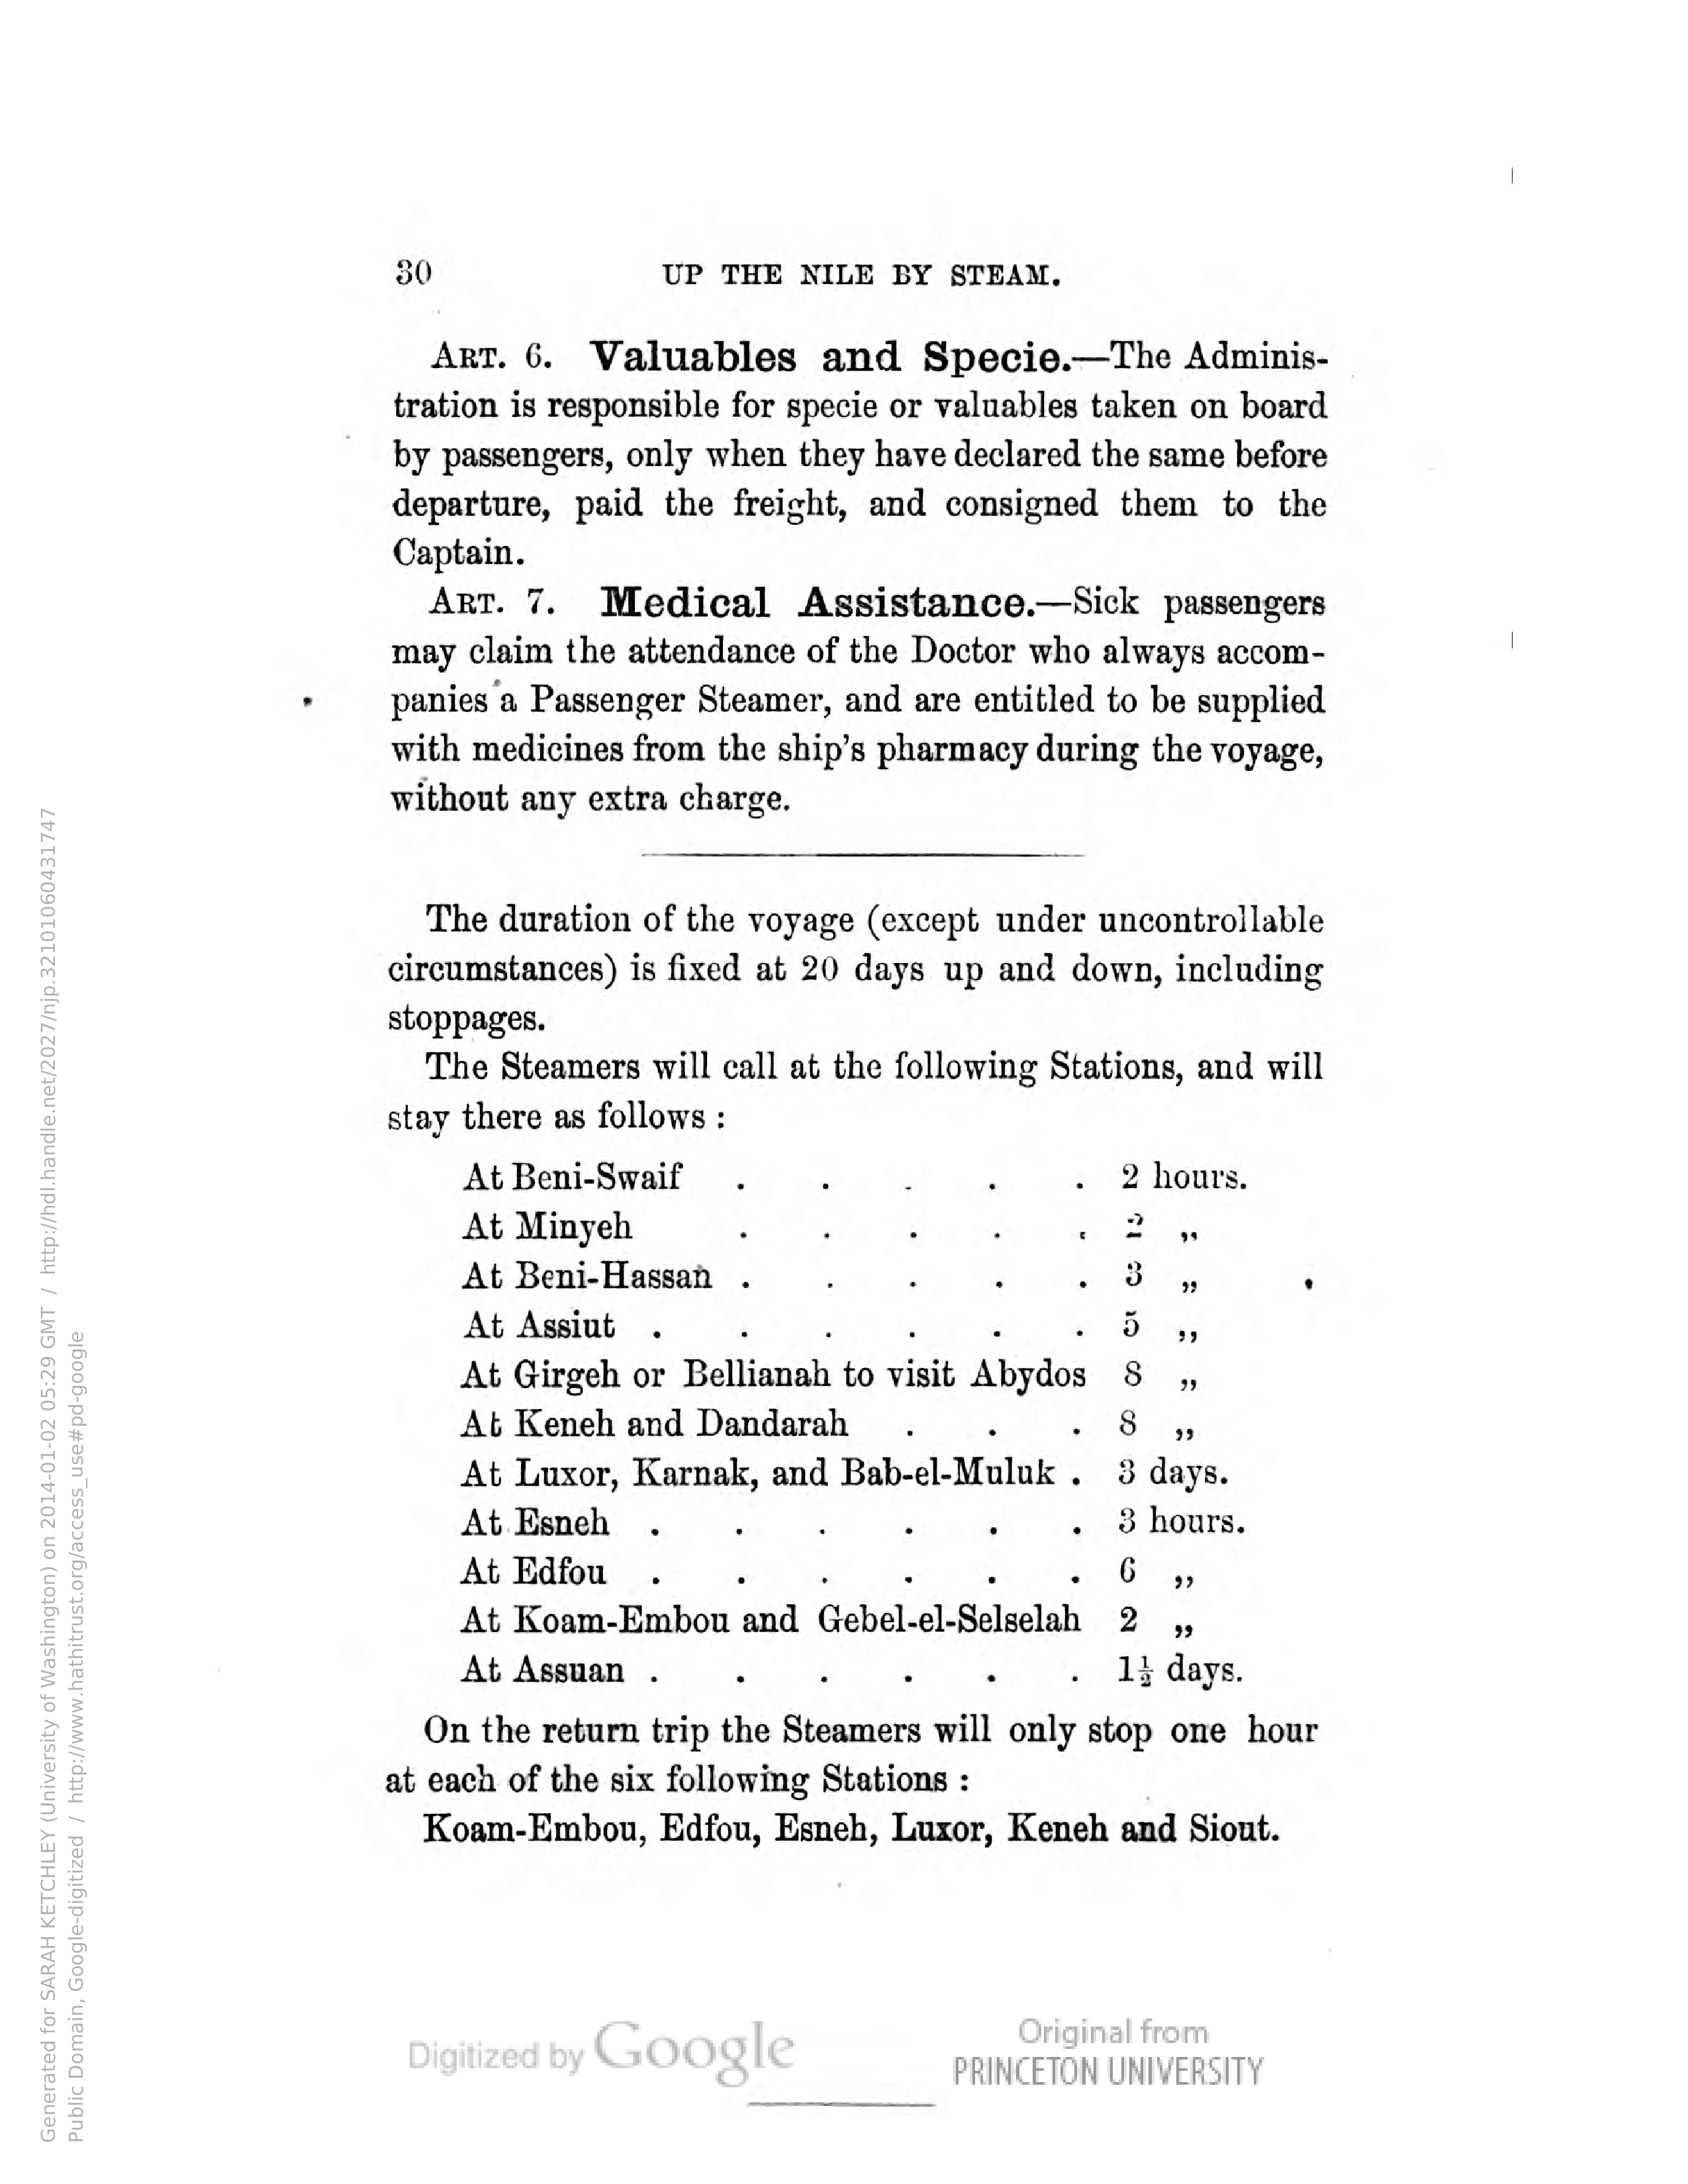 30 UP THE NILE BY STEAM.
ART. 6. Valuables and Specie.—The Adminis-
tration is responsible for specie or valuables taken on board
by passengers, only when they have declared the same before
departure, paid the freight, and consigned them to the
Captain.
ART. 7. Medical Assistance.—Sick passengers
may claim the attendance of the Doctor who always accom-
panies a Passenger Steamer, and are entitled to be supplied
with medicines from the ship's pharmacy during the voyage,
without any extra charge.
The duration of the voyage (except under uncontrollable
circumstances) is fixed at 20 days up and down, including
stoppages.
The Steamers will call at the following Stations, and will
stay there as follows :
At Beni-Swaif . . . . . 2 hours.
At Minyeh . . . . . 2 „
At Beni-Hassan . . . . . 3 „
At Assiut . . . . . . 5 „
At Girgeh or Bellianah to visit Abydos 8 „
At Keneh and Dandarah . . . 8 „
At Luxor, Karnak, and Bab-el-Muluk . 3 days.
At Esneh . . . . . . 3 hours.
At Edfou . . . . . . 6 „
At Koam-Embou and Gebel-el-Selselah 2 „
At Assuan . . . . . . 1½ days.
On the return trip the Steamers will only stop one hour
at each of the six following Stations :
Koam-Embou, Edfou, Esneh, Luxor, Keneh and Siout.
Digitized by Google
Original from
PRINCETON UNIVERSITY
Generated for SARAH KETCHLEY (University of Washington) on 2014-01-02 05:29 GMT / http://hdl.handle.net/2027/njp.32101060431747
Public Domain, Google-digitized / http://www.hathitrust.org/access_use#pd-google